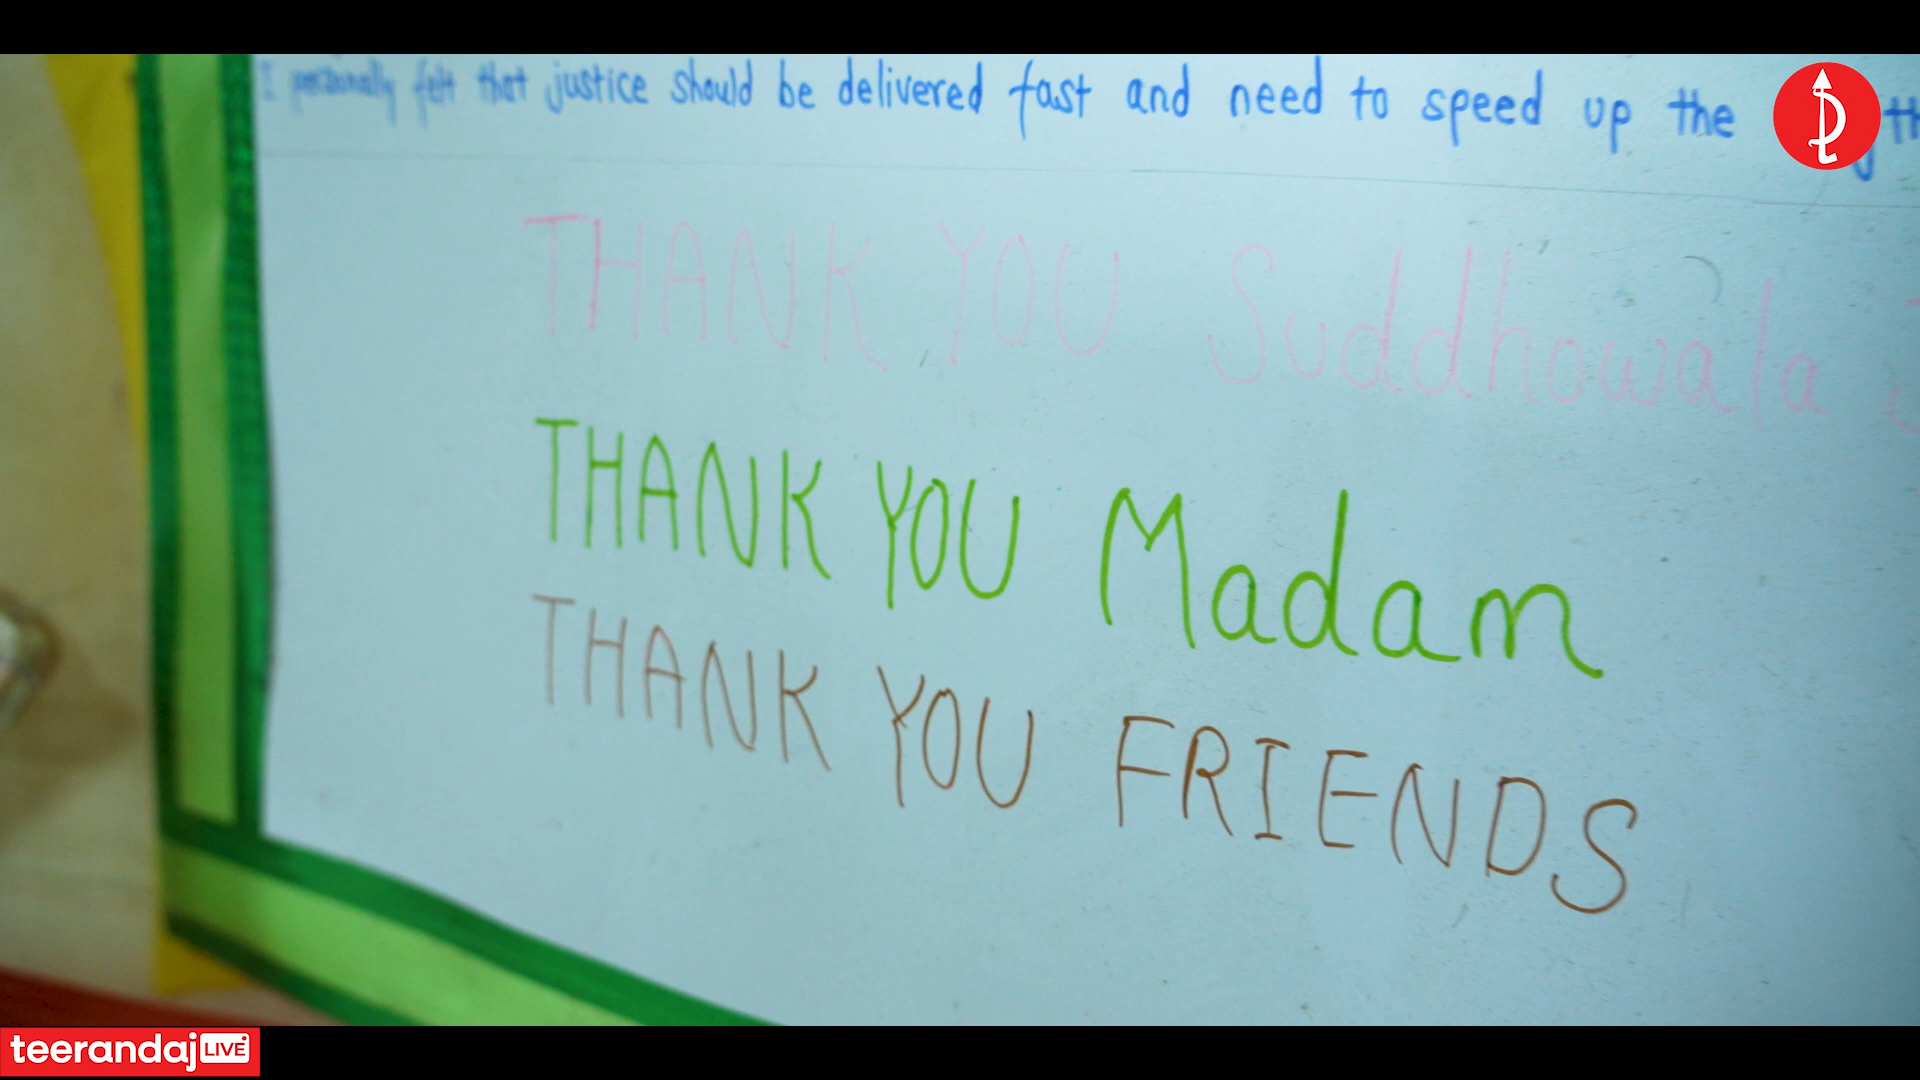 I personally felt that justice should be delivered fast and need to speed up the
THANK YOU Suddhowala
THANK YOU Madam
THANK YOU FRIENDS
teerandaj LIVE